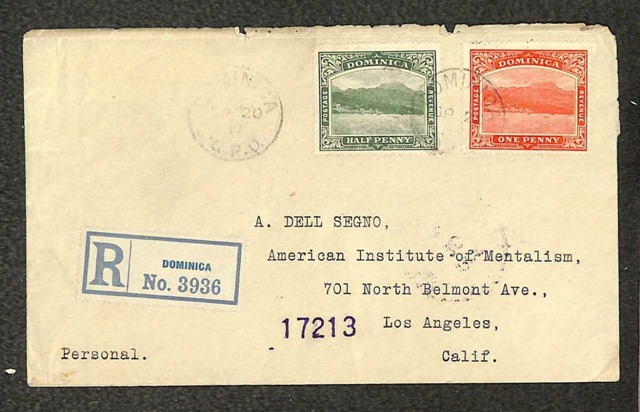 DOMINICA
POSTAGE
REVENUE
HALF PENNY
DOMINICA
POSTAGE
REVENUE
ONE PENNY
20
G.P.O.
A. DELL SEGNO,
American Institute of Mentalism,
701 North Belmont Ave.,
Los Angeles,
Calif.
R
DOMINICA
No. 3936
17213
Personal.